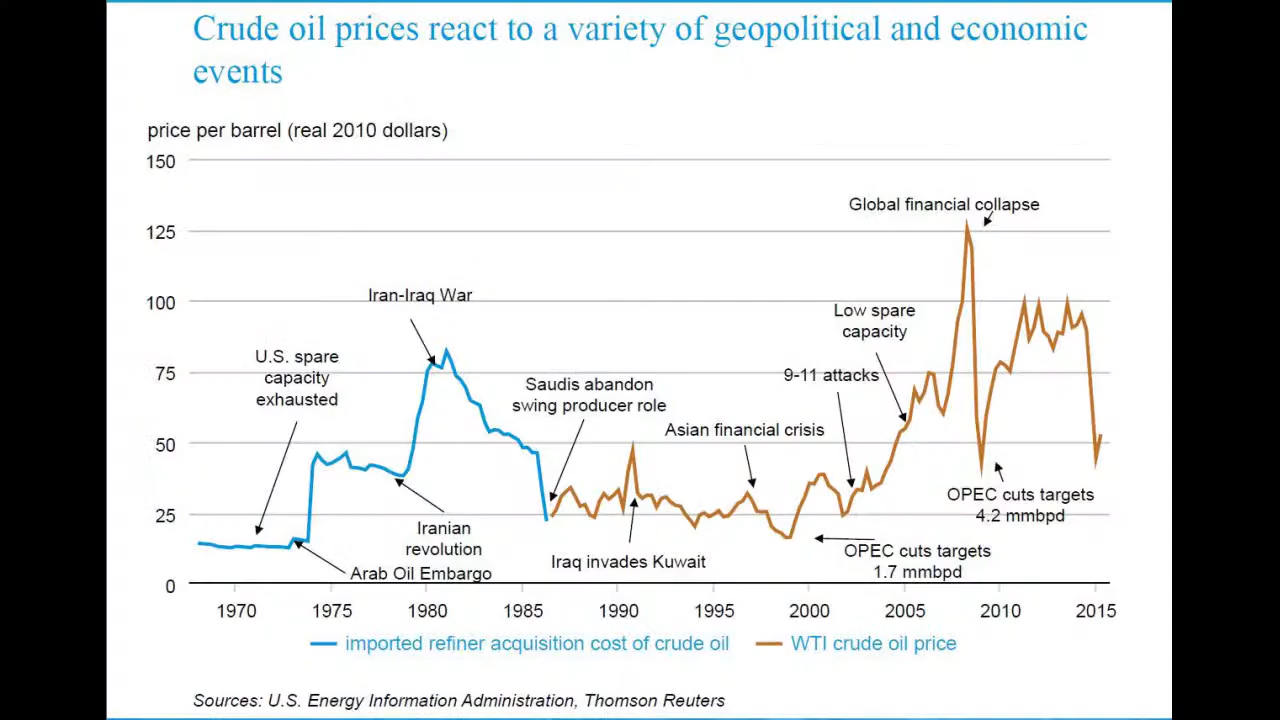 Crude oil prices react to a variety of geopolitical and economic
events
price per barrel (real 2010 dollars)
150
125
100
75
50
25
0
Global financial collapse
Iran-Iraq War
Low spare
capacity
U.S. spare
capacity
exhausted
9-11 attacks
Saudis abandon
swing producer role
Asian financial crisis
OPEC cuts targets
4.2 mmbpd
Iranian
revolution
Iraq invades Kuwait
OPEC cuts targets
1.7 mmbpd
Arab Oil Embargo
1970 1975 1980 1985 1990 1995 2000 2005 2010 2015
imported refiner acquisition cost of crude oil WTI crude oil price
Sources: U.S. Energy Information Administration, Thomson Reuters